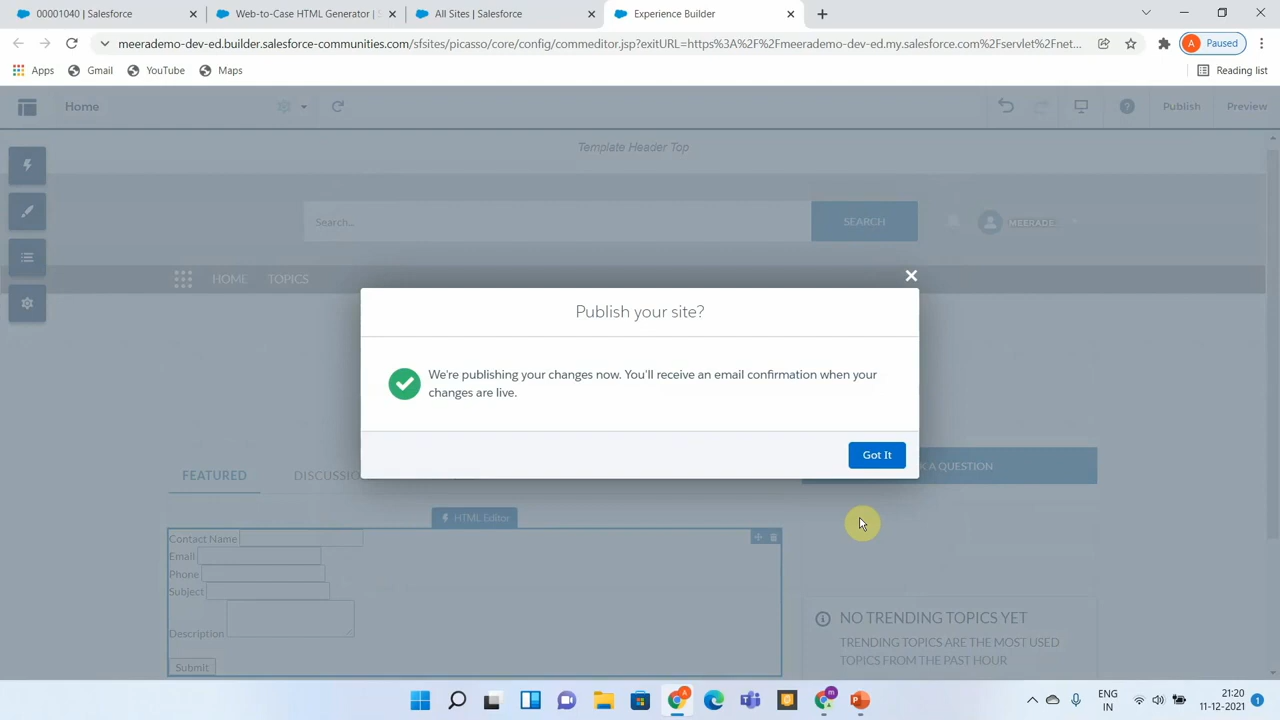 00001040 | Salesforce
Web-to-Case HTML Generator |
All Sites | Salesforce
Experience Builder
meerademo-dev-ed.builder.salesforce-communities.com/sfsites/picasso/core/config/commeditor.jsp?exitURL=https%3A%2F%2Fmeerademo-dev-ed.my.salesforce.com%2Fservlet%2Fnet...
A Paused
Apps
Gmail
YouTube
Maps
Reading list
Home
Publish
Preview
Template Header Top
Search...
SEARCH
MEERADE...
HOME
TOPICS
Publish your site?
We're publishing your changes now. You'll receive an email confirmation when your
changes are live.
Got It
FEATURED
A QUESTION
HTML Editor
Contact Name
Email
Phone
Subject
Description
Submit
NO TRENDING TOPICS YET
TRENDING TOPICS ARE THE MOST USED
TOPICS FROM THE PAST HOUR
ENG
IN
21:20
11-12-2021
1